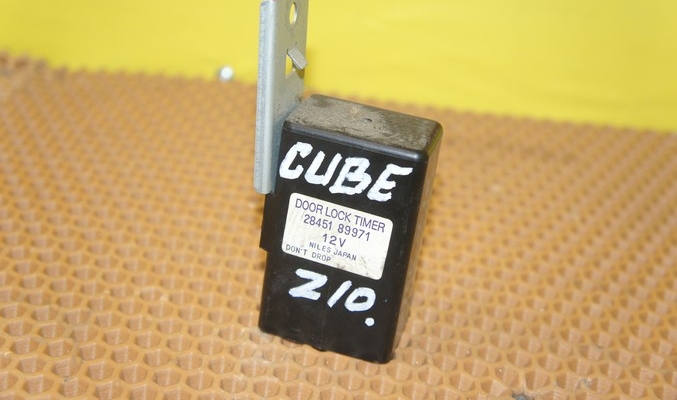 CUBE
DOOR LOCK TIMER
28451 89971
12V
NILES JAPAN
DON'T DROP
Z10.